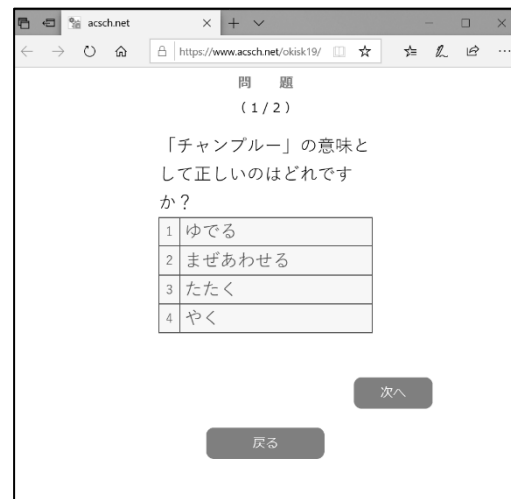 acsch.net
https://www.acsch.net/okisk19/
問 題
(1/2)
「チャンプルー」の意味と
して正しいのはどれです
か？
1 ゆでる
2 まぜあわせる
3 たたく
4 やく
次へ
戻る